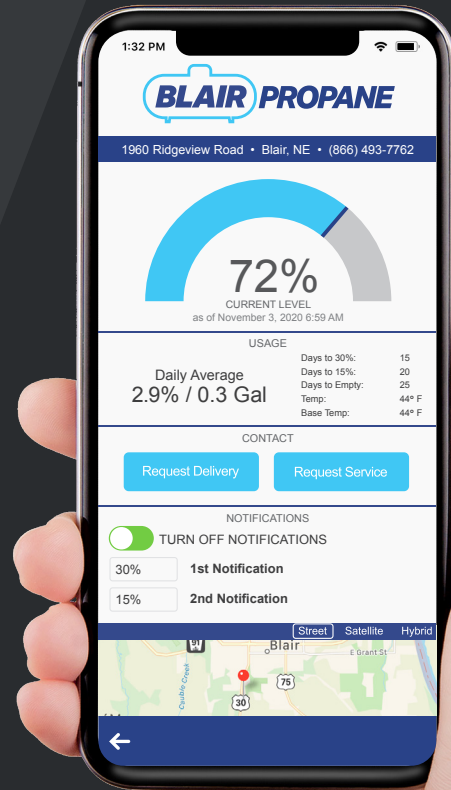 1:32 PM
BLAIR PROPANE
1960 Ridgeview Road • Blair, NE • (866) 493-7762
72%
CURRENT LEVEL
as of November 3, 2020 6:59 AM
USAGE
Daily Average
2.9% / 0.3 Gal
Days to 30%: 15
Days to 15%: 20
Days to Empty: 25
Temp: 44° F
Base Temp: 44° F
CONTACT
Request Delivery Request Service
NOTIFICATIONS
TURN OFF NOTIFICATIONS
30% 1st Notification
15% 2nd Notification
Street Satellite Hybrid
91
Blair
E Grant St
75
30
Creek